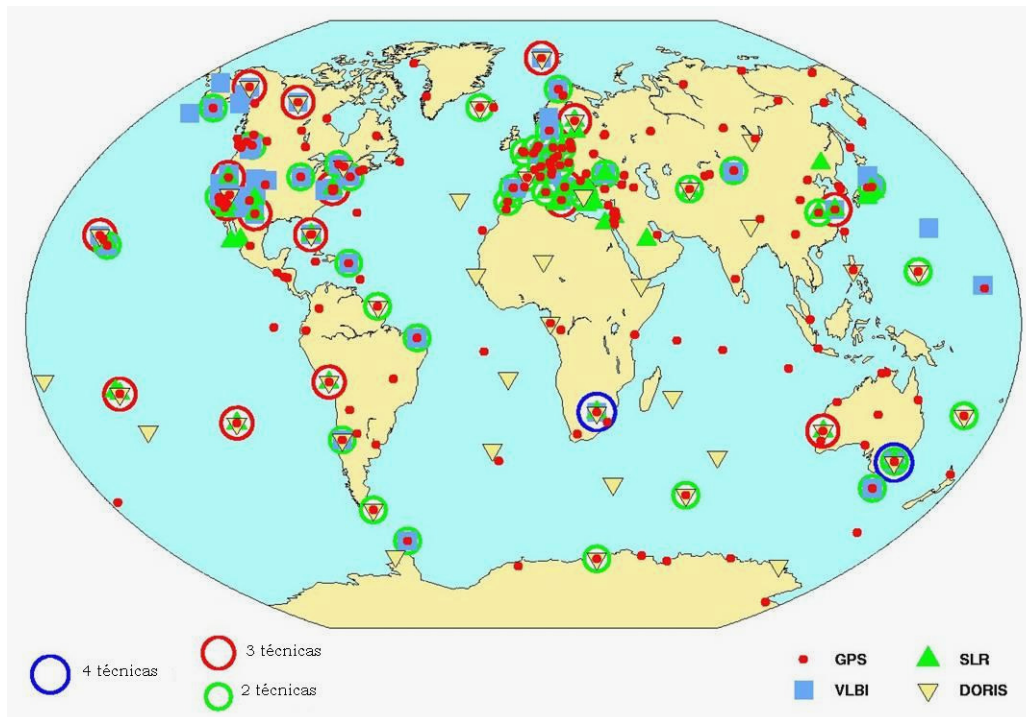 4 técnicas
3 técnicas
2 técnicas
GPS
SLR
VLBI
DORIS